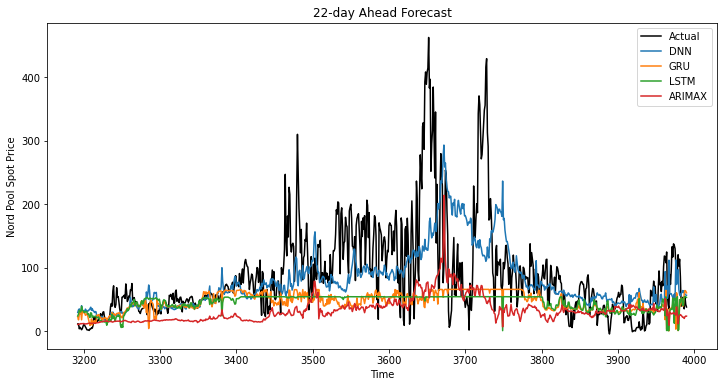 22-day Ahead Forecast
Nord Pool Spot Price
400
300
200
100
0
3200 3300 3400 3500 3600 3700 3800 3900 4000
Time
Actual
DNN
GRU
LSTM
ARIMAX